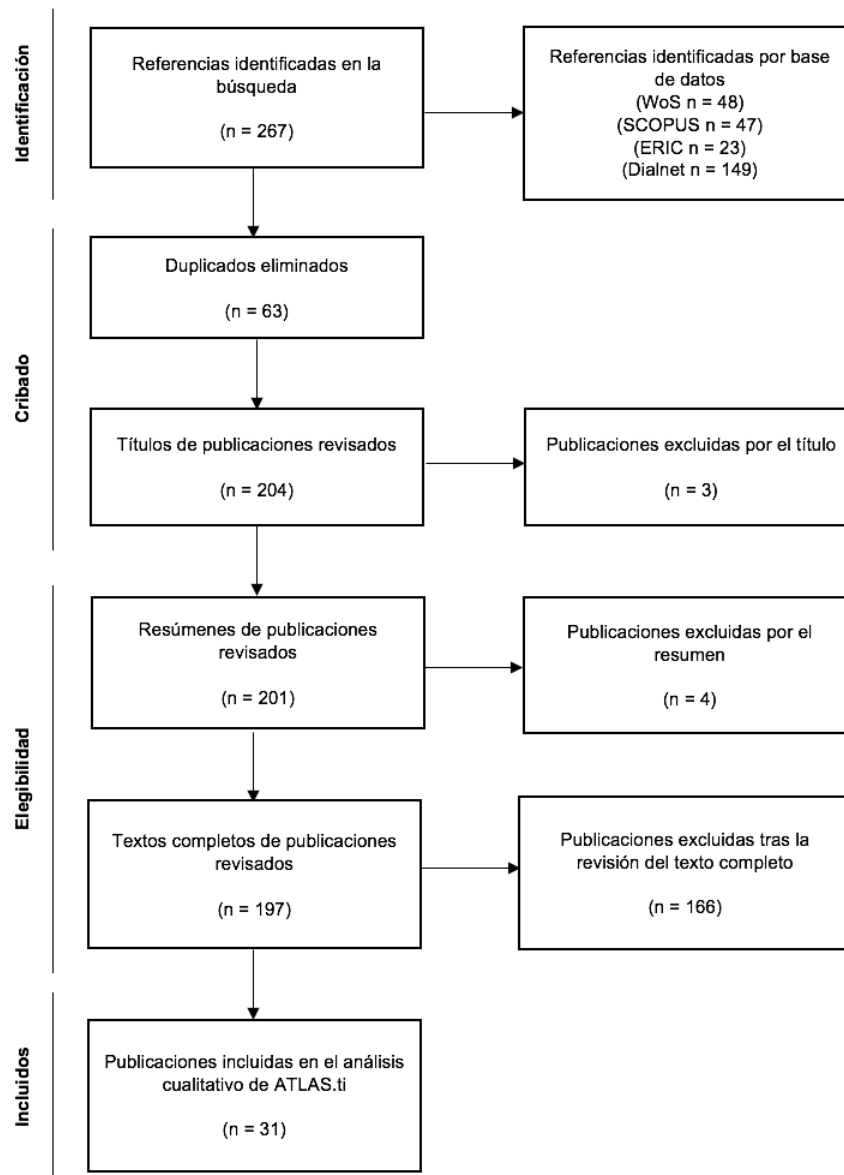 Identificación
Referencias identificadas en la
búsqueda
(n = 267)
Referencias identificadas por base
de datos
(WoS n = 48)
(SCOPUS n = 47)
(ERIC n = 23)
(Dialnet n = 149)
Cribado
Duplicados eliminados
(n = 63)
Títulos de publicaciones revisados
(n = 204)
Publicaciones excluidas por el título
(n = 3)
Elegibilidad
Resúmenes de publicaciones
revisados
(n = 201)
Publicaciones excluidas por el
resumen
(n = 4)
Textos completos de publicaciones
revisados
(n = 197)
Publicaciones excluidas tras la
revisión del texto completo
(n = 166)
Incluidos
Publicaciones incluidas en el análisis
cualitativo de ATLAS.ti
(n = 31)